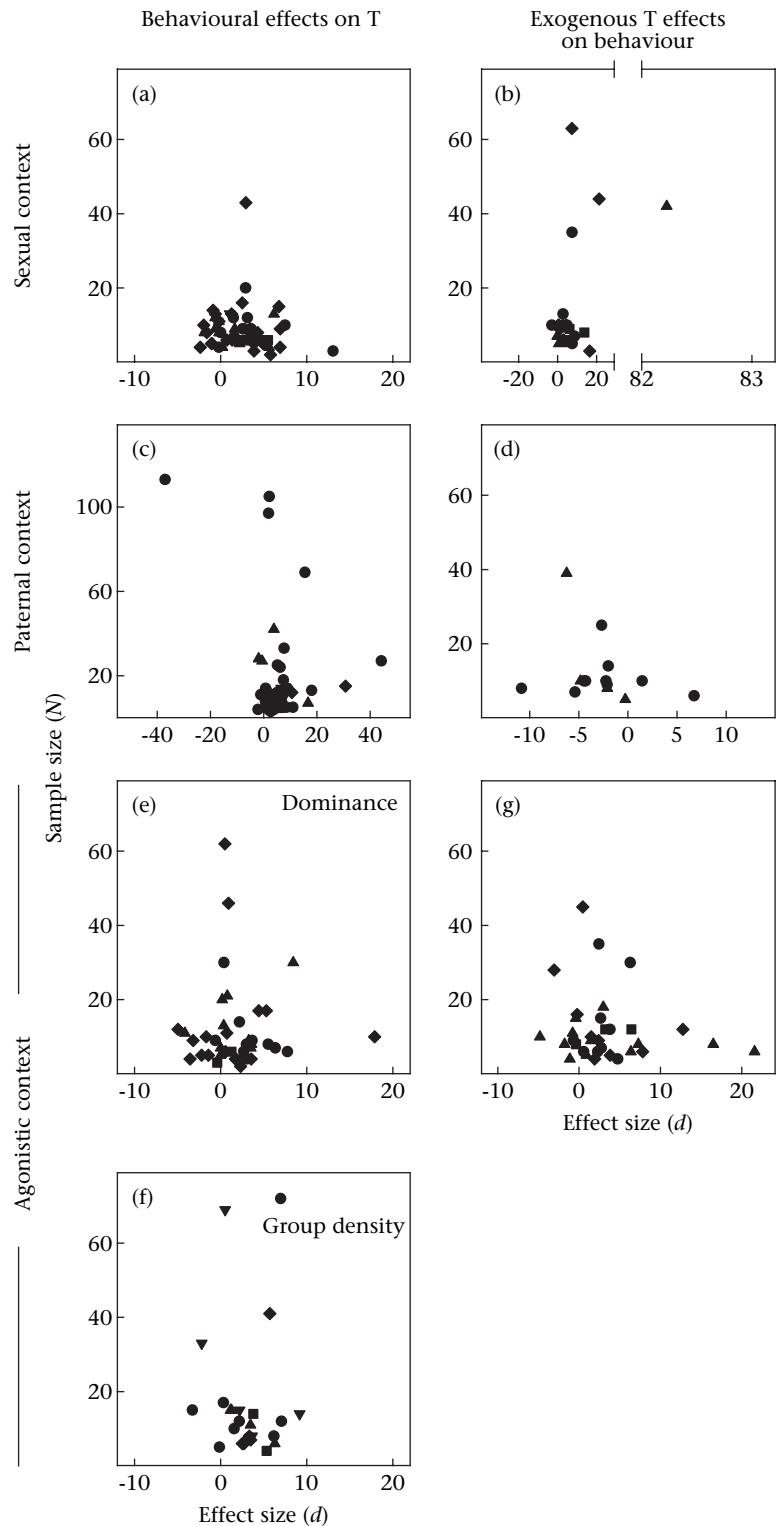 Behavioural effects on T
Exogenous T effects
on behaviour
Sexual context
(a)
60
40
20
-10 0 10 20
(b)
-20 0 20 82 83
Paternal context
(c)
100
60
20
-40 -20 0 20 40
(d)
60
40
20
-10 -5 0 5 10
Sample size (N)
Agonistic context
(e) Dominance
60
40
20
-10 0 10 20
(g)
60
40
20
-10 0 10 20
Effect size (d)
(f)
Group density
60
40
20
-10 0 10 20
Effect size (d)